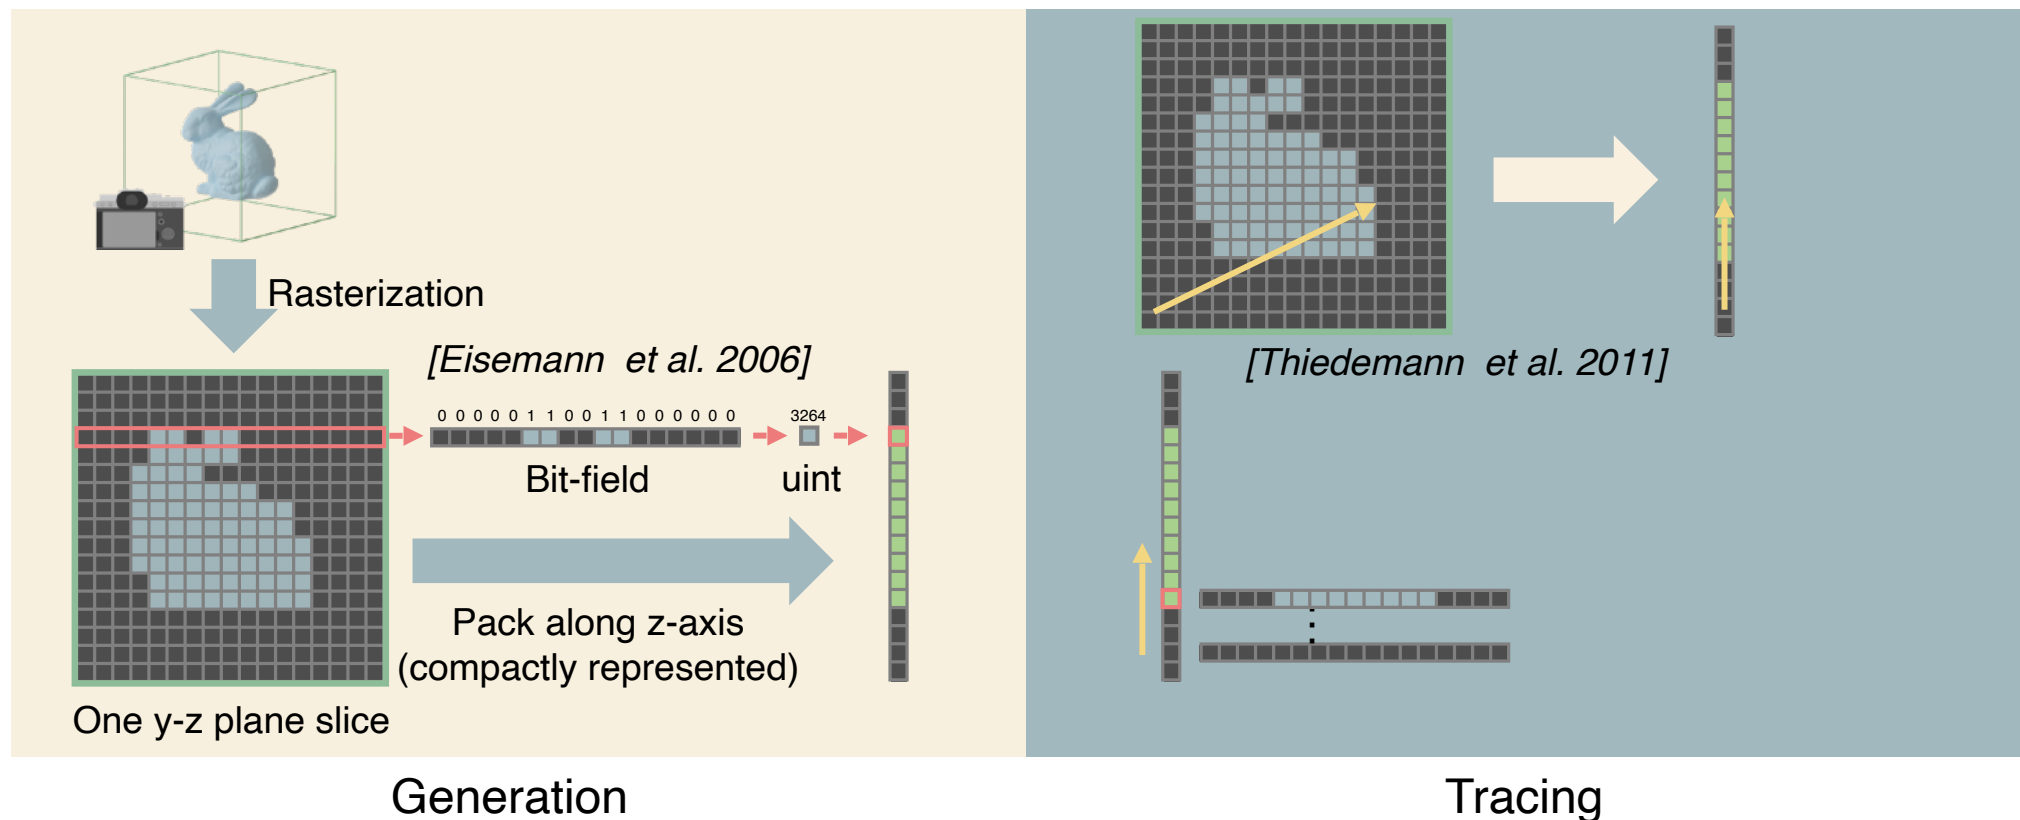 Rasterization
[Eisemann et al. 2006]
0 0 0 0 0 1 1 0 0 1 1 0 0 0 0 0 0
3264
Bit-field
uint
Pack along z-axis
(compactly represented)
One y-z plane slice
Generation
[Thiedemann et al. 2011]
Tracing